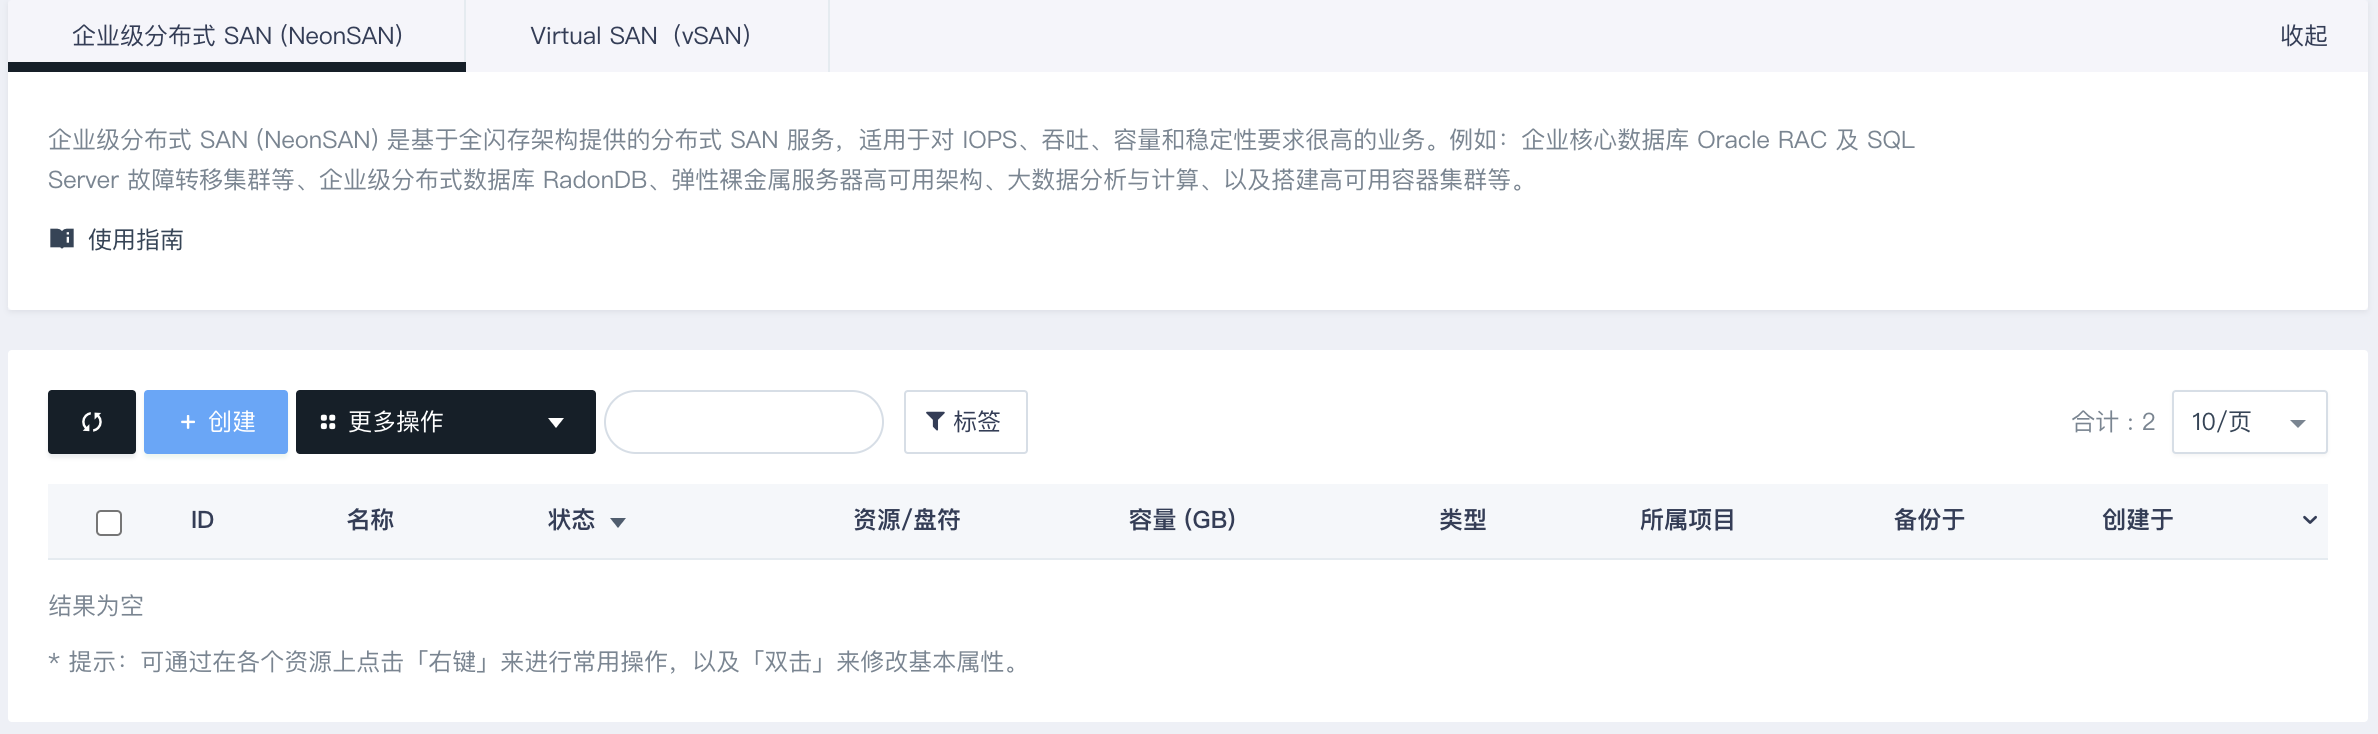 企业级分布式 SAN (NeonSAN)
Virtual SAN（vSAN）
收起
企业级分布式 SAN (NeonSAN) 是基于全闪存架构提供的分布式 SAN 服务，适用于对 IOPS、吞吐、容量和稳定性要求很高的业务。例如：企业核心数据库 Oracle RAC 及 SQL
Server 故障转移集群等、企业级分布式数据库 RadonDB、弹性裸金属服务器高可用架构、大数据分析与计算、以及搭建高可用容器集群等。
使用指南
+ 创建
更多操作
标签
合计 : 2
10/页
ID 名称 状态 资源/盘符 容量 (GB) 类型 所属项目 备份于 创建于
结果为空
* 提示：可通过在各个资源上点击「右键」来进行常用操作，以及「双击」来修改基本属性。